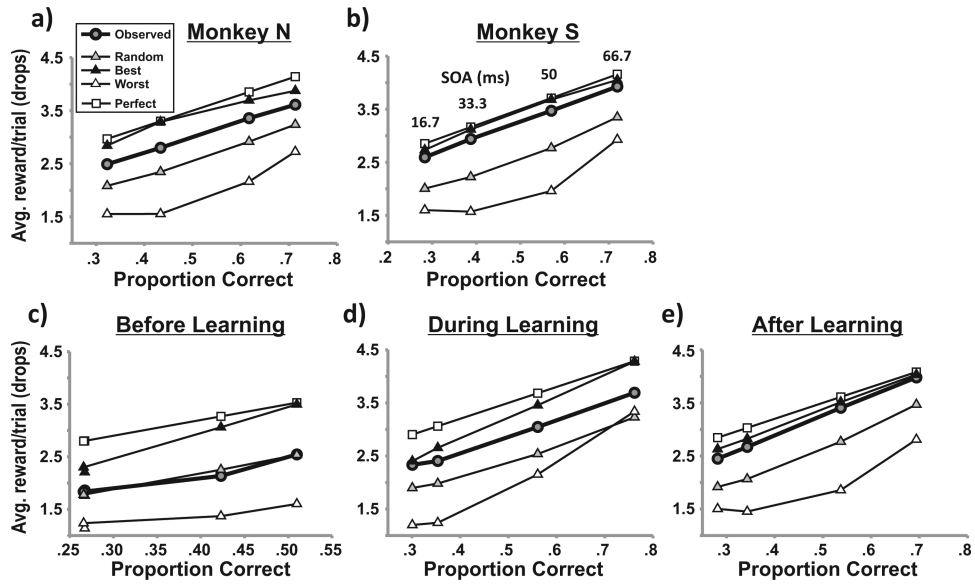 a)
Monkey N
Observed
Random
Best
Worst
Perfect
Avg. reward/trial (drops)
4.5
3.5
2.5
1.5
.3 .4 .5 .6 .7 .8
Proportion Correct
b)
Monkey S
SOA (ms)
16.7
33.3
50
66.7
4.5
3.5
2.5
1.5
.2 .3 .4 .5 .6 .7 .8
Proportion Correct
c)
Before Learning
Avg. reward/trial (drops)
4.5
3.5
2.5
1.5
.25 .30 .35 .40 .45 .50 .55
Proportion Correct
d)
During Learning
4.5
3.5
2.5
1.5
.3 .4 .5 .6 .7 .8
Proportion Correct
e)
After Learning
4.5
3.5
2.5
1.5
.3 .4 .5 .6 .7 .8
Proportion Correct